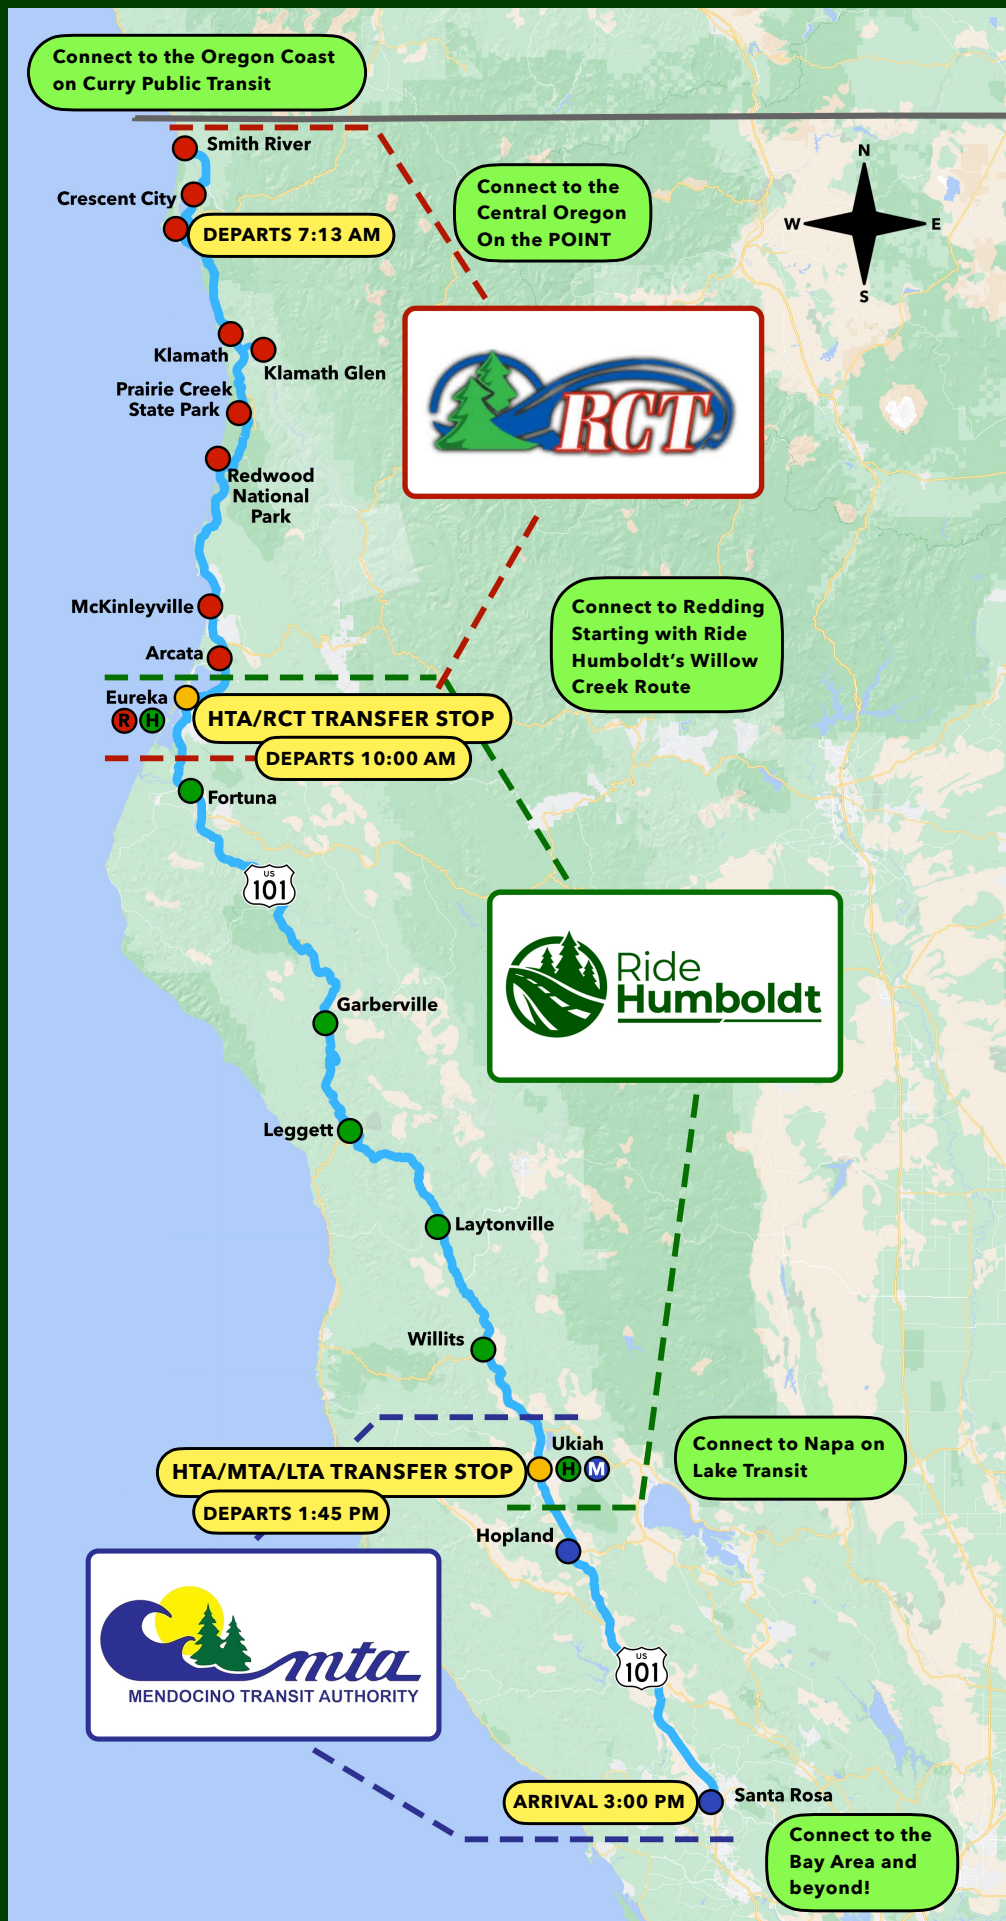 Connect to the Oregon Coast
on Curry Public Transit
Smith River
N
W
E
S
Crescent City
DEPARTS 7:13 AM
Connect to the
Central Oregon
On the POINT
Klamath
Klamath Glen
Prairie Creek
State Park
RCT
Redwood
National
Park
McKinleyville
Arcata
Connect to Redding
Starting with Ride
Humboldt's Willow
Creek Route
Eureka
R H
HTA/RCT TRANSFER STOP
DEPARTS 10:00 AM
Fortuna
US
101
Ride
Humboldt
Garberville
Leggett
Laytonville
Willits
Ukiah
HTA/MTA/LTA TRANSFER STOP
H M
DEPARTS 1:45 PM
Connect to Napa on
Lake Transit
Hopland
mta
MENDOCINO TRANSIT AUTHORITY
US
101
ARRIVAL 3:00 PM
Santa Rosa
Connect to the
Bay Area and
beyond!